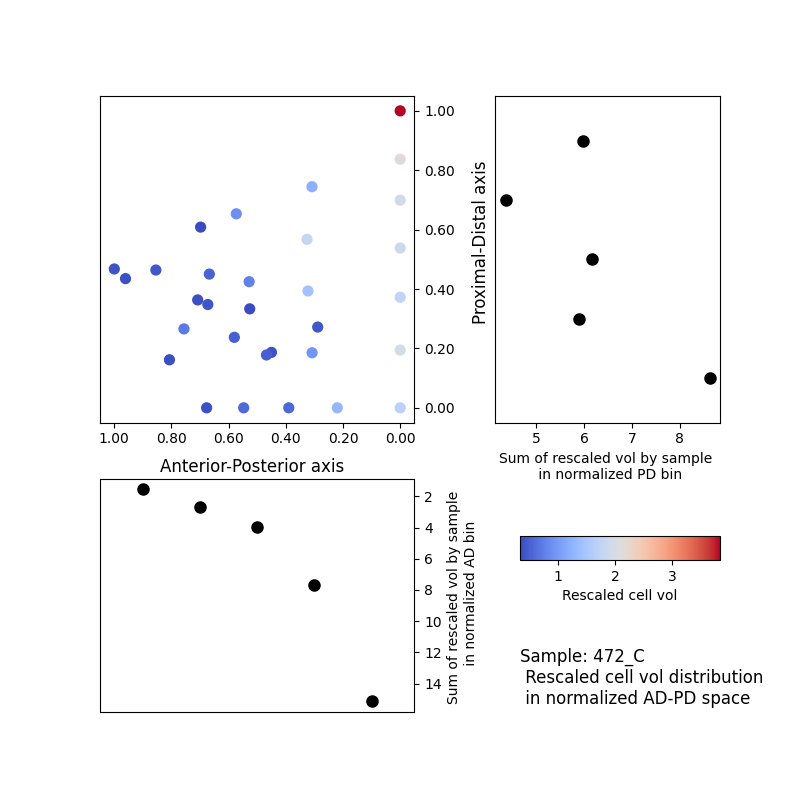 1.00
0.80
0.60
0.40
0.20
0.00
Proximal-Distal axis
1.00 0.80 0.60 0.40 0.20 0.00
Anterior-Posterior axis
5 6 7 8
Sum of rescaled vol by sample
in normalized PD bin
2
4
6
8
10
12
14
Sum of rescaled vol by sample
in normalized AD bin
1 2 3
Rescaled cell vol
Sample: 472_C
Rescaled cell vol distribution
in normalized AD-PD space